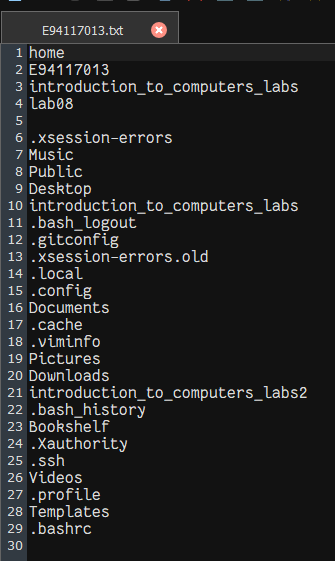 E94117013.txt
1 home
2 E94117013
3 introduction_to_computers_labs
4 lab08
5
6 .xsession-errors
7 Music
8 Public
9 Desktop
10 introduction_to_computers_labs
11 .bash_logout
12 .gitconfig
13 .xsession-errors.old
14 .local
15 .config
16 Documents
17 .cache
18 .viminfo
19 Pictures
20 Downloads
21 introduction_to_computers_labs2
22 .bash_history
23 Bookshelf
24 .Xauthority
25 .ssh
26 Videos
27 .profile
28 Templates
29 .bashrc
30